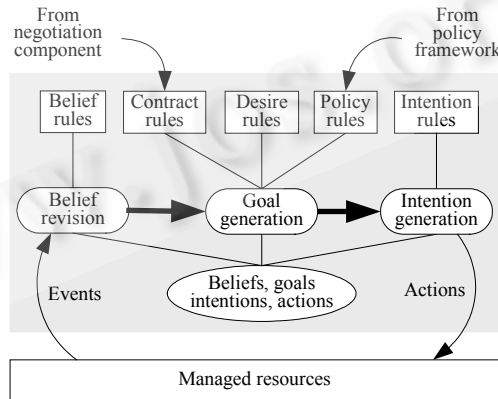 From
negotiation
component
From
policy
framework
Belief
rules
Contract
rules
Desire
rules
Policy
rules
Intention
rules
Belief
revision
Goal
generation
Intention
generation
Events
Beliefs, goals
intentions, actions
Actions
Managed resources